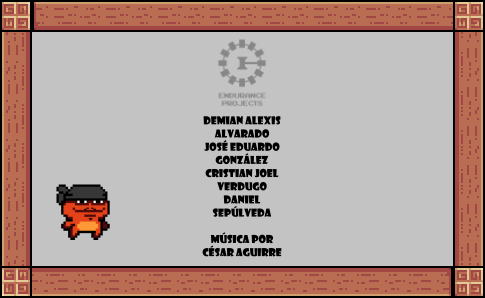 ENDURANCE
PROJECTS
DEMIAN ALEXIS
ALVARADO
JOSÉ EDUARDO
GONZÁLEZ
CRISTIAN JOEL
VERDUGO
DANIEL
SEPÚLVEDA
MÚSICA POR
CÉSAR AGUIRRE